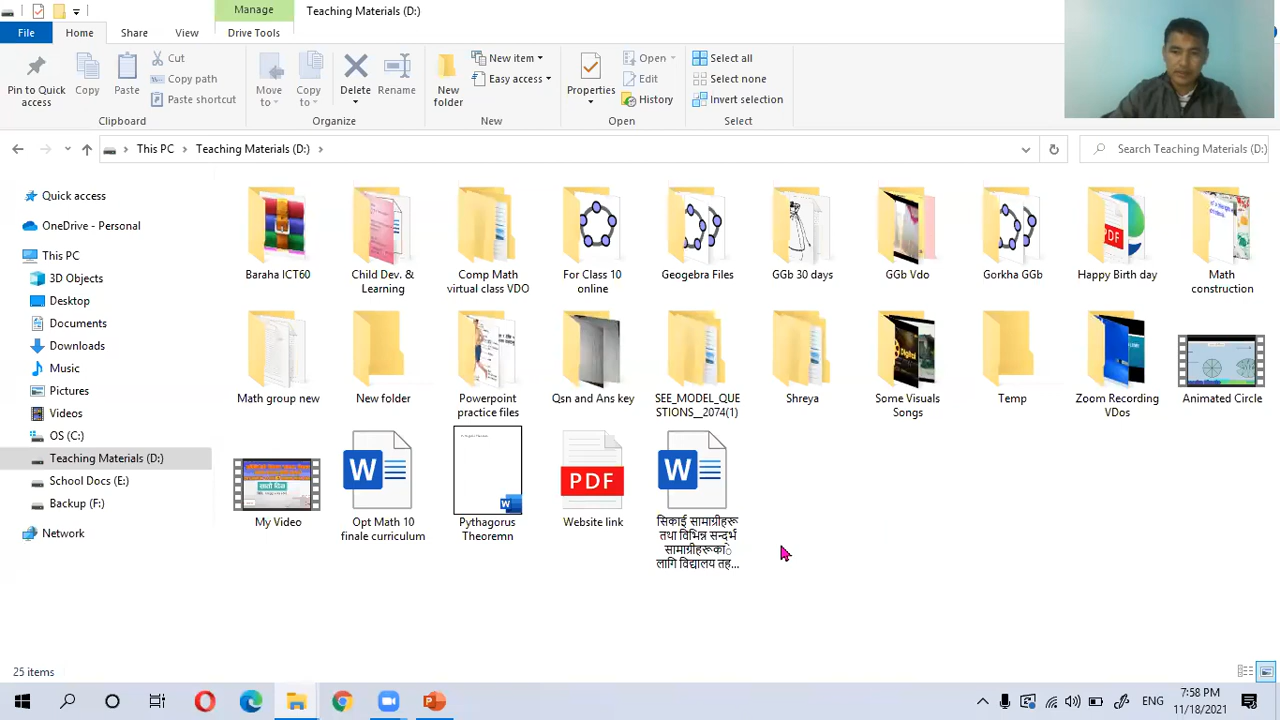 Manage
Teaching Materials (D:)
File
Home
Share
View
Drive Tools
Pin to Quick
access
Copy
Paste
Cut
Copy path
Paste shortcut
Move
to
Copy
to
Delete
Rename
New
folder
New item
Easy access
Properties
Open
Edit
History
Select all
Select none
Invert selection
Clipboard
Organize
New
Open
Select
This PC
Teaching Materials (D:)
Search Teaching Materials (D:)
Quick access
OneDrive - Personal
This PC
3D Objects
Desktop
Documents
Downloads
Music
Pictures
Videos
OS (C:)
Teaching Materials (D:)
School Docs (E:)
Backup (F:)
Network
Baraha ICT60
Child Dev. &
Learning
Comp Math
virtual class VDO
For Class 10
online
Geogebra Files
GGb 30 days
GGb Vdo
Gorkha GGb
PDF
Happy Birth day
Math
construction
Math group new
New folder
Powerpoint
practice files
Qsn and Ans key
SEE_MODEL_QUE
STIONS__2074(1)
Shreya
Digital
Some Visuals
Songs
Temp
Zoom Recording
VDos
Animated Circle
My Video
W
Opt Math 10
finale curriculum
W
Pythagorus
Theoremn
PDF
Website link
W
सिकाई सामाग्रीहरू
तथा विभिन्न सन्दर्भ
सामाग्रीहरूकाे
लागि विद्यालय तह...
25 items
ENG
7:58 PM
11/18/2021